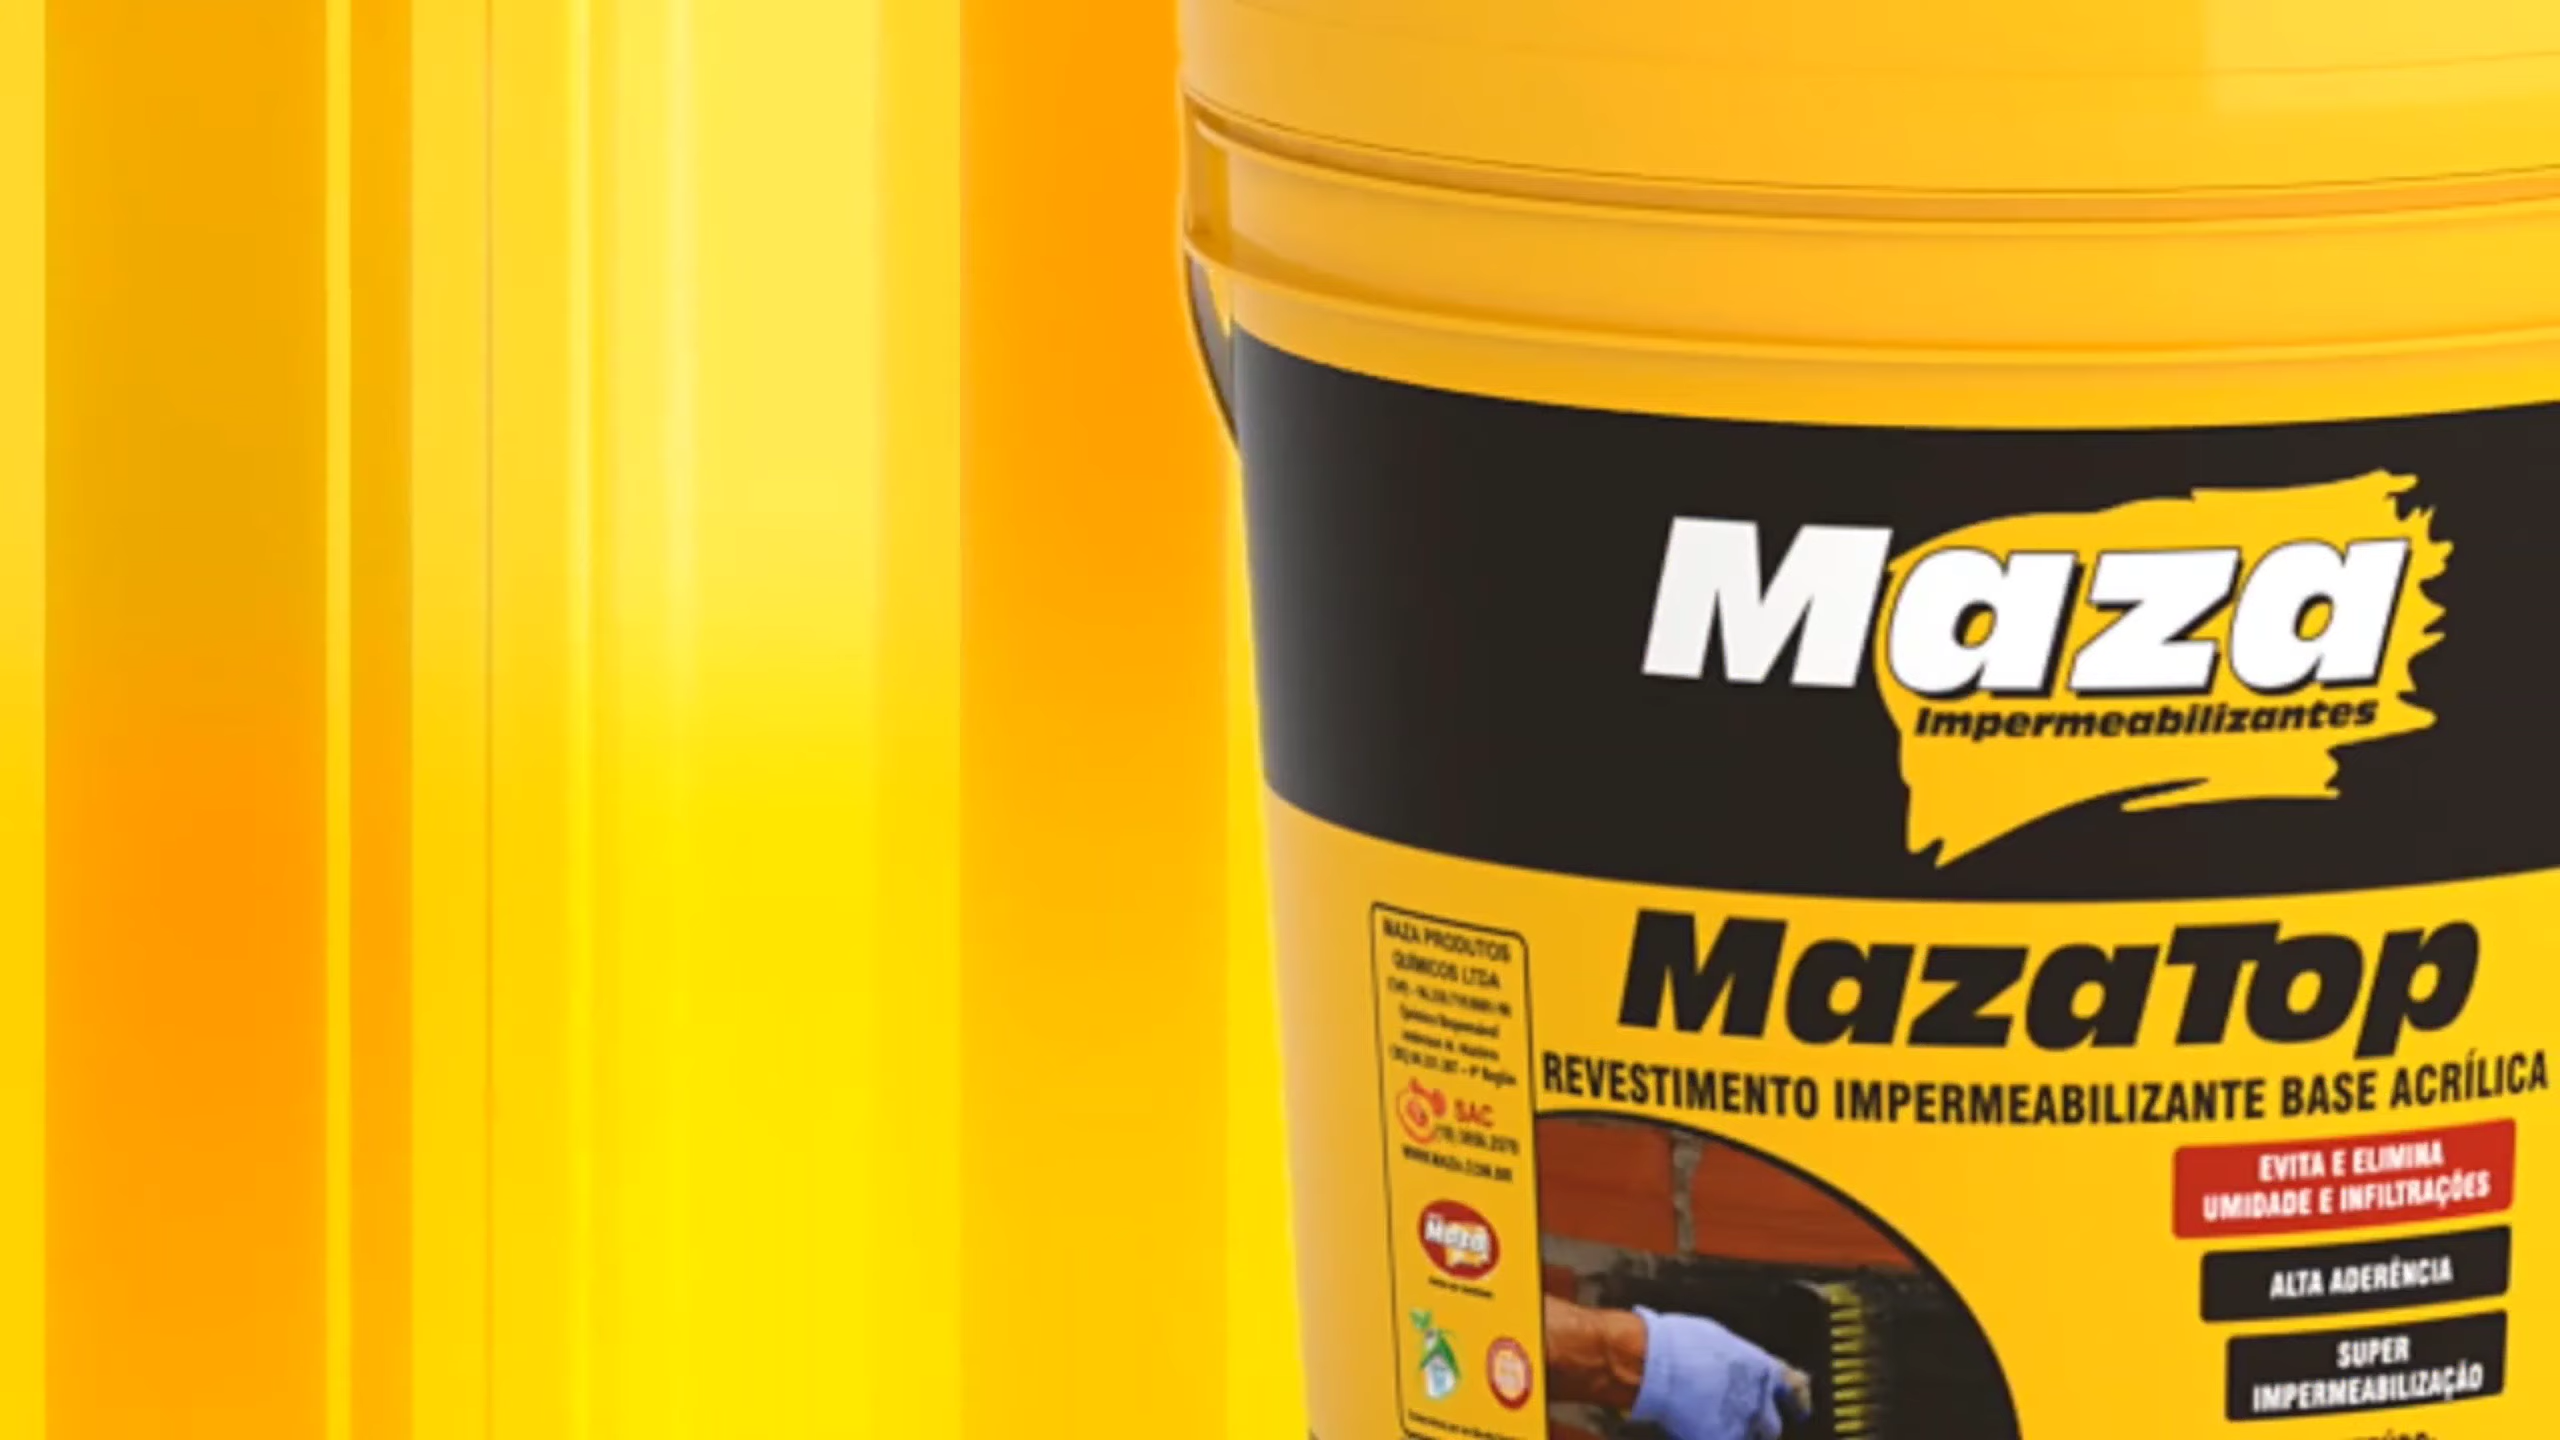 Maza
Impermeabilizantes
MazaTop
REVESTIMENTO IMPERMEABILIZANTE BASE ACRÍLICA
EVITA E ELIMINA
UMIDADE E INFILTRAÇÕES
ALTA ADERÊNCIA
SUPER
IMPERMEABILIZAÇÃO
MAZA PRODUTOS
QUÍMICOS LTDA
SAC
WWW.MAZA.COM.BR
Maza